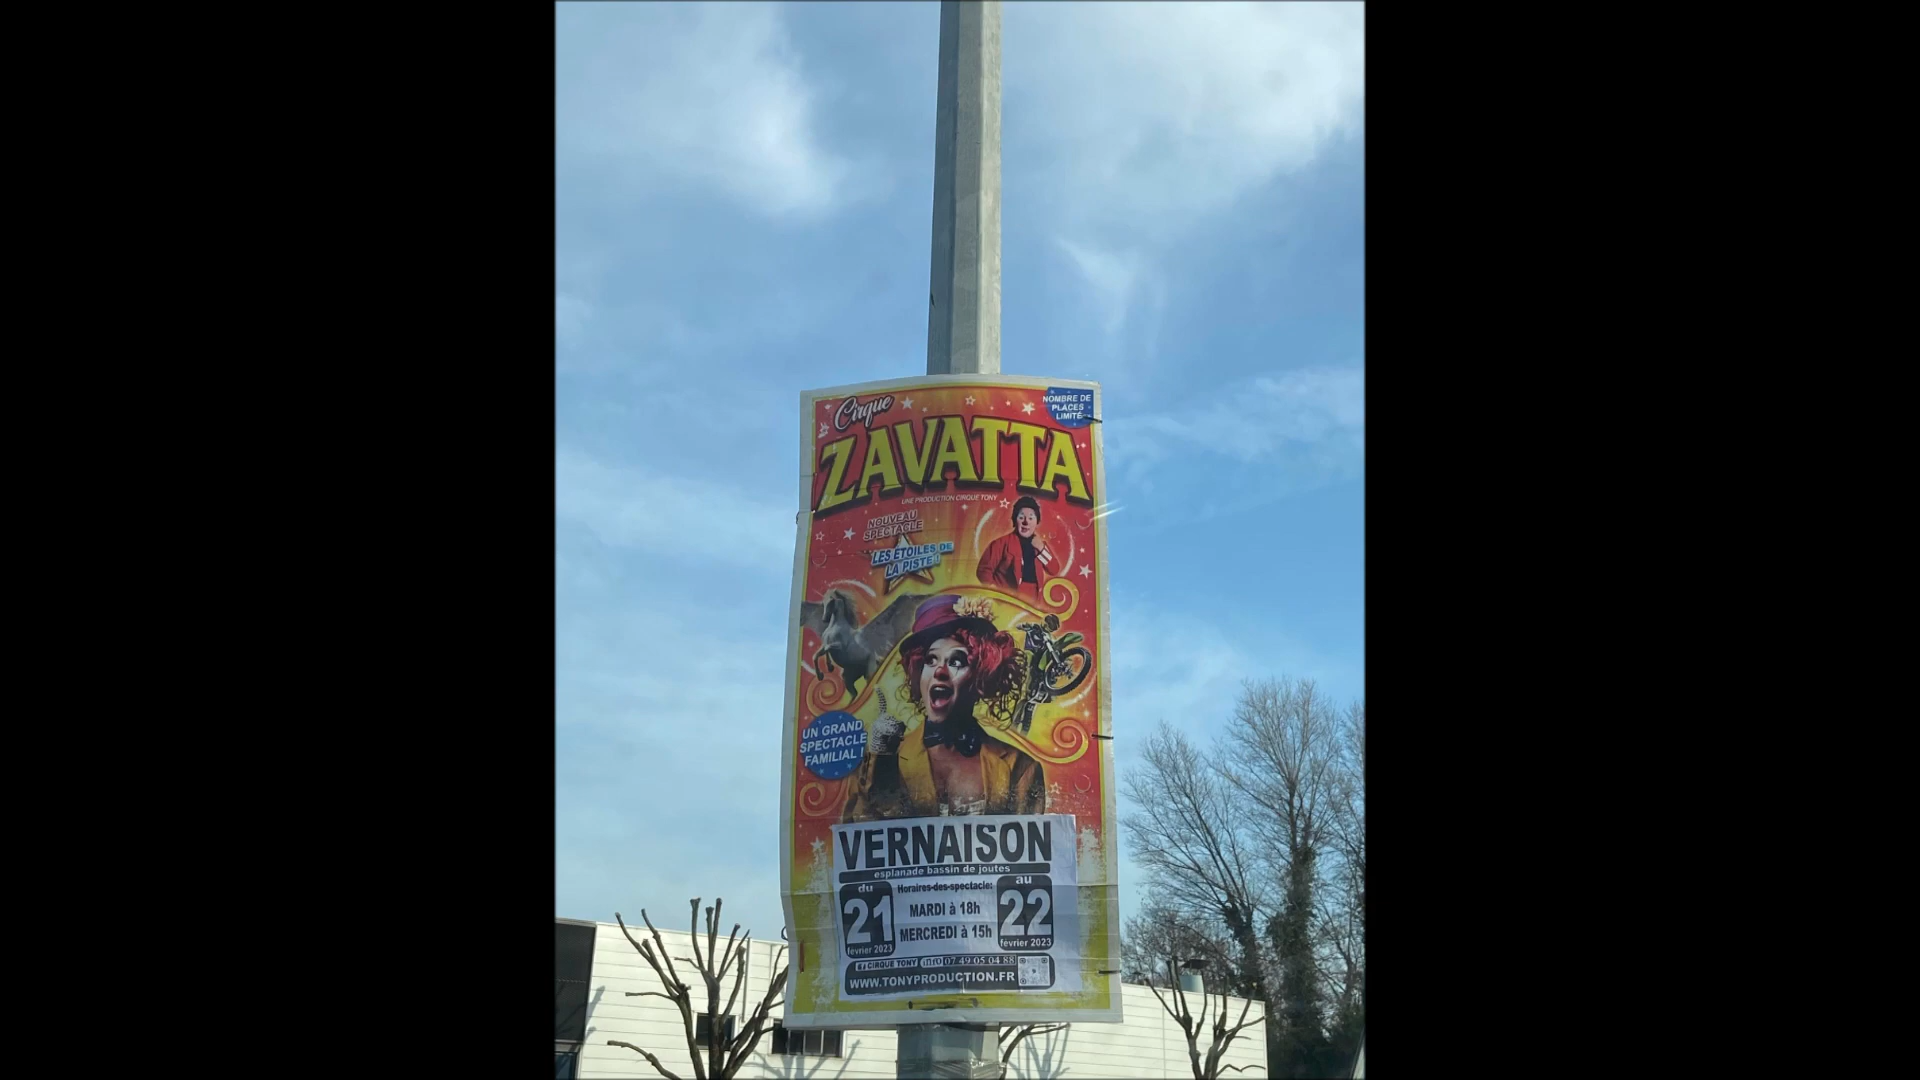 Cirque
NOMBRE DE
PLACES
LIMITÉ
ZAVATTA
UNE PRODUCTION CIRQUE TONY
NOUVEAU
SPECTACLE
LES ETOILES DE
LA PISTE !
UN GRAND
SPECTACLE
FAMILIAL !
VERNAISON
esplanade bassin de joutes
du
21
février 2023
Horaires-des-spectacle:
MARDI à 18h
MERCREDI à 15h
au
22
février 2023
CIRQUE TONY info 07 49 05 04 88
WWW.TONYPRODUCTION.FR